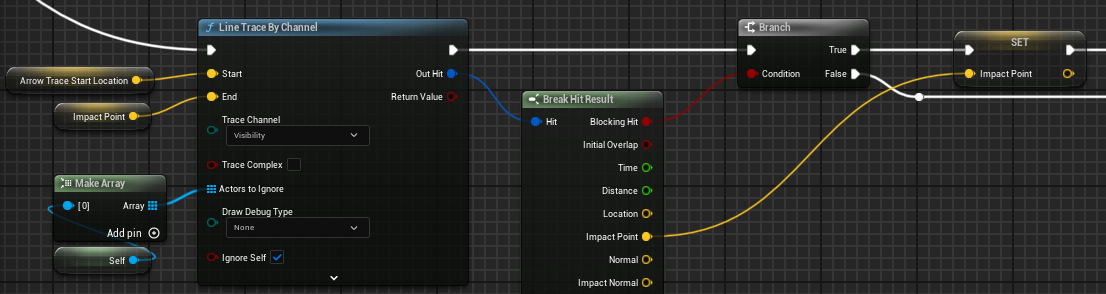 Line Trace By Channel
Start
End
Out Hit
Return Value
Trace Channel
Visibility
Trace Complex
Actors to Ignore
Draw Debug Type
None
Ignore Self
Arrow Trace Start Location
Impact Point
Make Array
[0]
Array
Add pin
Self
Break Hit Result
Hit
Blocking Hit
Initial Overlap
Time
Distance
Location
Impact Point
Normal
Impact Normal
Branch
True
Condition
False
SET
Impact Point